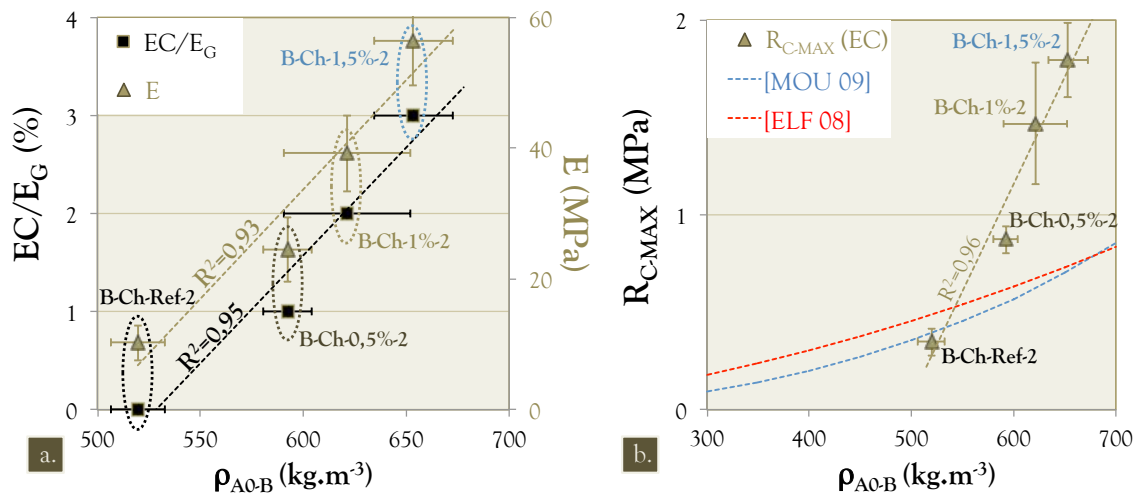 4
3
2
1
0
EC/E_G (%)
EC/E_G
E
B-Ch-1,5%-2
B-Ch-1%-2
B-Ch-0,5%-2
B-Ch-Ref-2
R²=0,93
R²=0,95
60
40
20
0
E (MPa)
500
550
600
650
700
ρ_A0-B (kg.m⁻³)
a.
2
1
0
R_C-MAX (MPa)
R_C-MAX (EC)
[MOU 09]
[ELF 08]
B-Ch-1,5%-2
B-Ch-1%-2
B-Ch-0,5%-2
R²=0,96
B-Ch-Ref-2
300
400
500
600
700
ρ_A0-B (kg.m⁻³)
b.